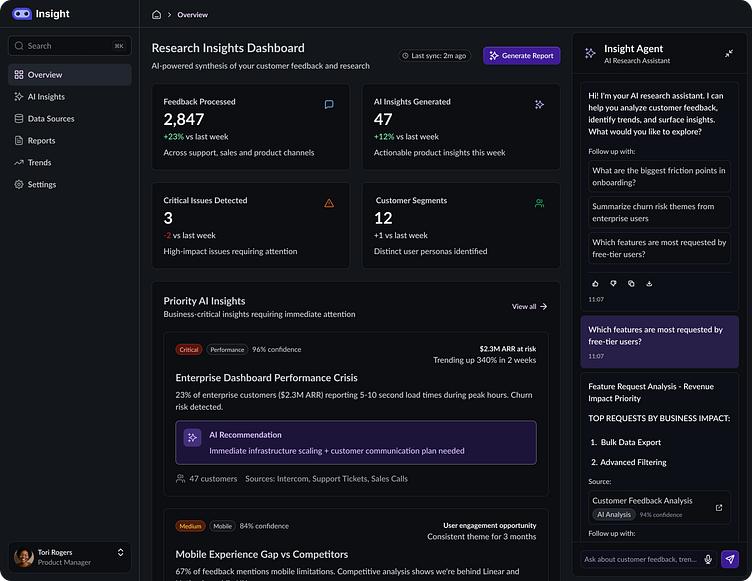 Insight
Overview
Search
⌘K
Overview
AI Insights
Data Sources
Reports
Trends
Settings
Tori Rogers
Product Manager
Research Insights Dashboard
AI-powered synthesis of your customer feedback and research
Last sync: 2m ago
Generate Report
Feedback Processed
2,847
+23% vs last week
Across support, sales and product channels
AI Insights Generated
47
+12% vs last week
Actionable product insights this week
Critical Issues Detected
3
-2 vs last week
High-impact issues requiring attention
Customer Segments
12
+1 vs last week
Distinct user personas identified
Priority AI Insights
Business-critical insights requiring immediate attention
View all
Critical
Performance
96% confidence
$2.3M ARR at risk
Trending up 340% in 2 weeks
Enterprise Dashboard Performance Crisis
23% of enterprise customers ($2.3M ARR) reporting 5-10 second load times during peak hours. Churn
risk detected.
AI Recommendation
Immediate infrastructure scaling + customer communication plan needed
47 customers
Sources: Intercom, Support Tickets, Sales Calls
Medium
Mobile
84% confidence
User engagement opportunity
Consistent theme for 3 months
Mobile Experience Gap vs Competitors
67% of feedback mentions mobile limitations. Competitive analysis shows we're behind Linear and
Insight Agent
AI Research Assistant
Hi! I'm your AI research assistant. I can
help you analyze customer feedback,
identify trends, and surface insights.
What would you like to explore?
Follow up with:
What are the biggest friction points in
onboarding?
Summarize churn risk themes from
enterprise users
Which features are most requested by
free-tier users?
11:07
Which features are most requested by
free-tier users?
11:07
Feature Request Analysis - Revenue
Impact Priority
TOP REQUESTS BY BUSINESS IMPACT:
1. Bulk Data Export
2. Advanced Filtering
Source:
Customer Feedback Analysis
AI Analysis
94% confidence
Follow up with:
Ask about customer feedback, tren...